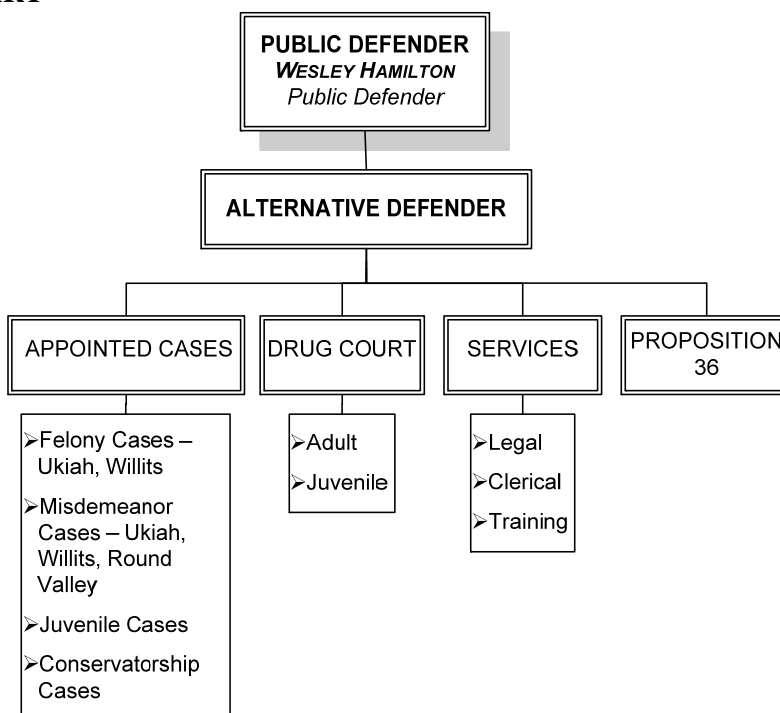 PUBLIC DEFENDER
WESLEY HAMILTON
Public Defender
ALTERNATIVE DEFENDER
APPOINTED CASES
DRUG COURT
SERVICES
PROPOSITION
36
➢Felony Cases –
Ukiah, Willits
➢Misdemeanor
Cases – Ukiah,
Willits, Round
Valley
➢Juvenile Cases
➢Conservatorship
Cases
➢Adult
➢Juvenile
➢Legal
➢Clerical
➢Training